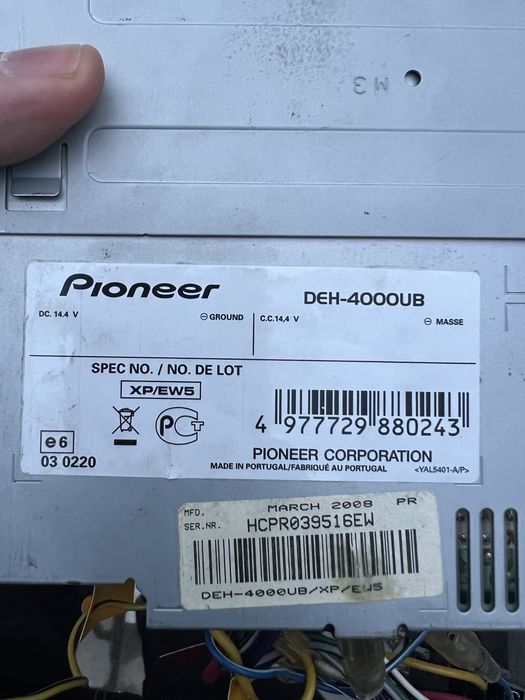 M3
Pioneer
DEH-4000UB
DC. 14.4 V ⊖ GROUND
C.C.14,4 V ⊖ MASSE
SPEC NO. / NO. DE LOT
XP/EW5
e6
03 0220
PCT
4 977729 880243
PIONEER CORPORATION
MADE IN PORTUGAL/FABRIQUÉ AU PORTUGAL
<YAL5401-A/P>
MFD. MARCH 2008 PR
SER.NR. HCPR039516EW
DEH-4000UB/XP/EW5